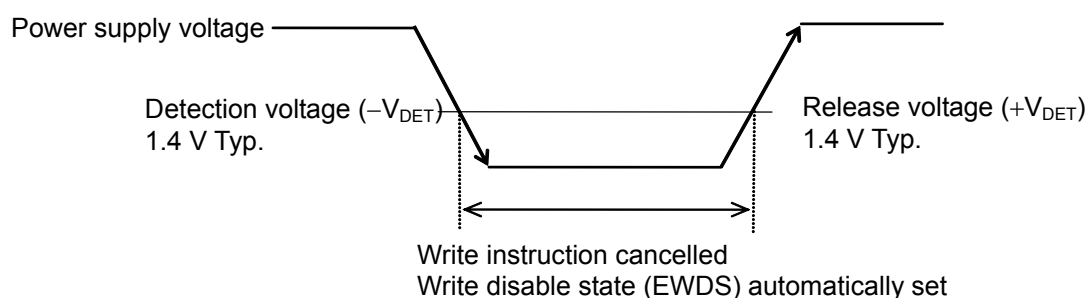 Power supply voltage
Detection voltage (−VDET)
1.4 V Typ.
Release voltage (+VDET)
1.4 V Typ.
Write instruction cancelled
Write disable state (EWDS) automatically set